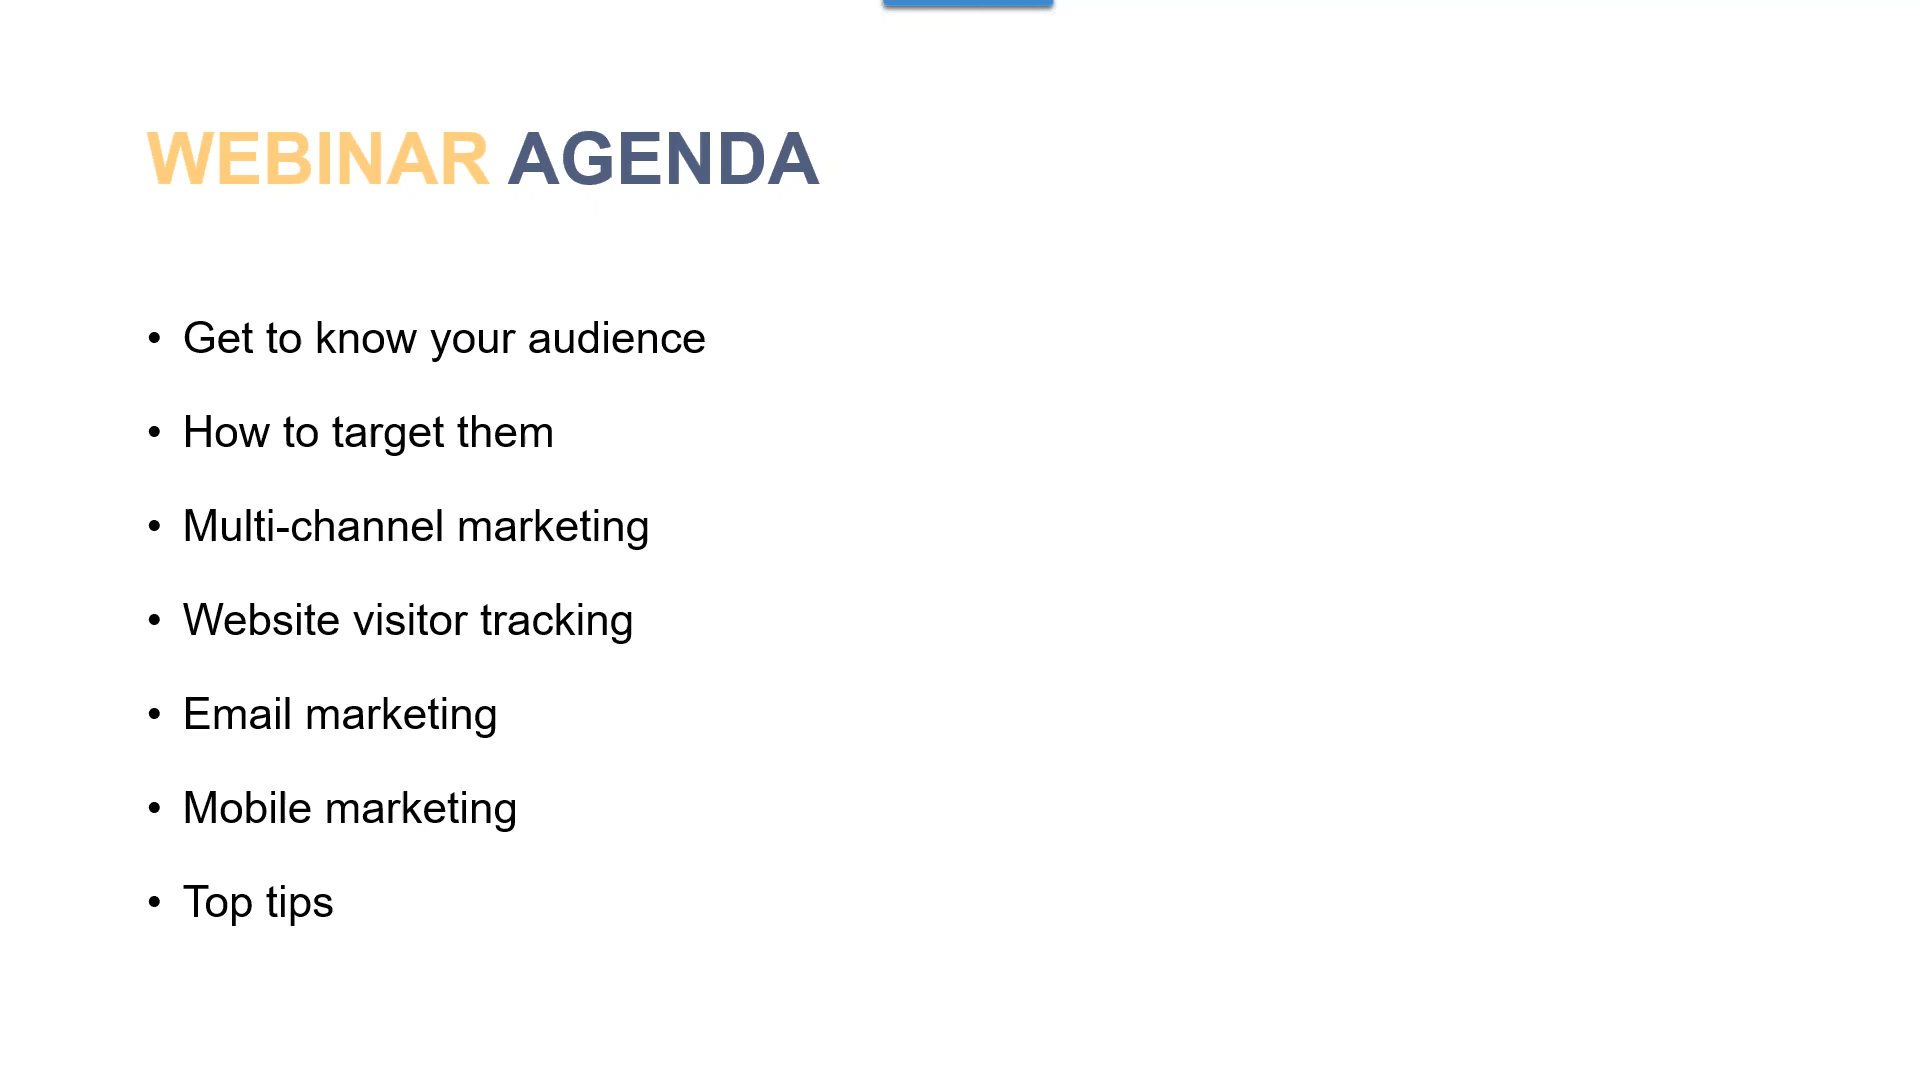 WEBINAR AGENDA
• Get to know your audience
• How to target them
• Multi-channel marketing
• Website visitor tracking
• Email marketing
• Mobile marketing
• Top tips